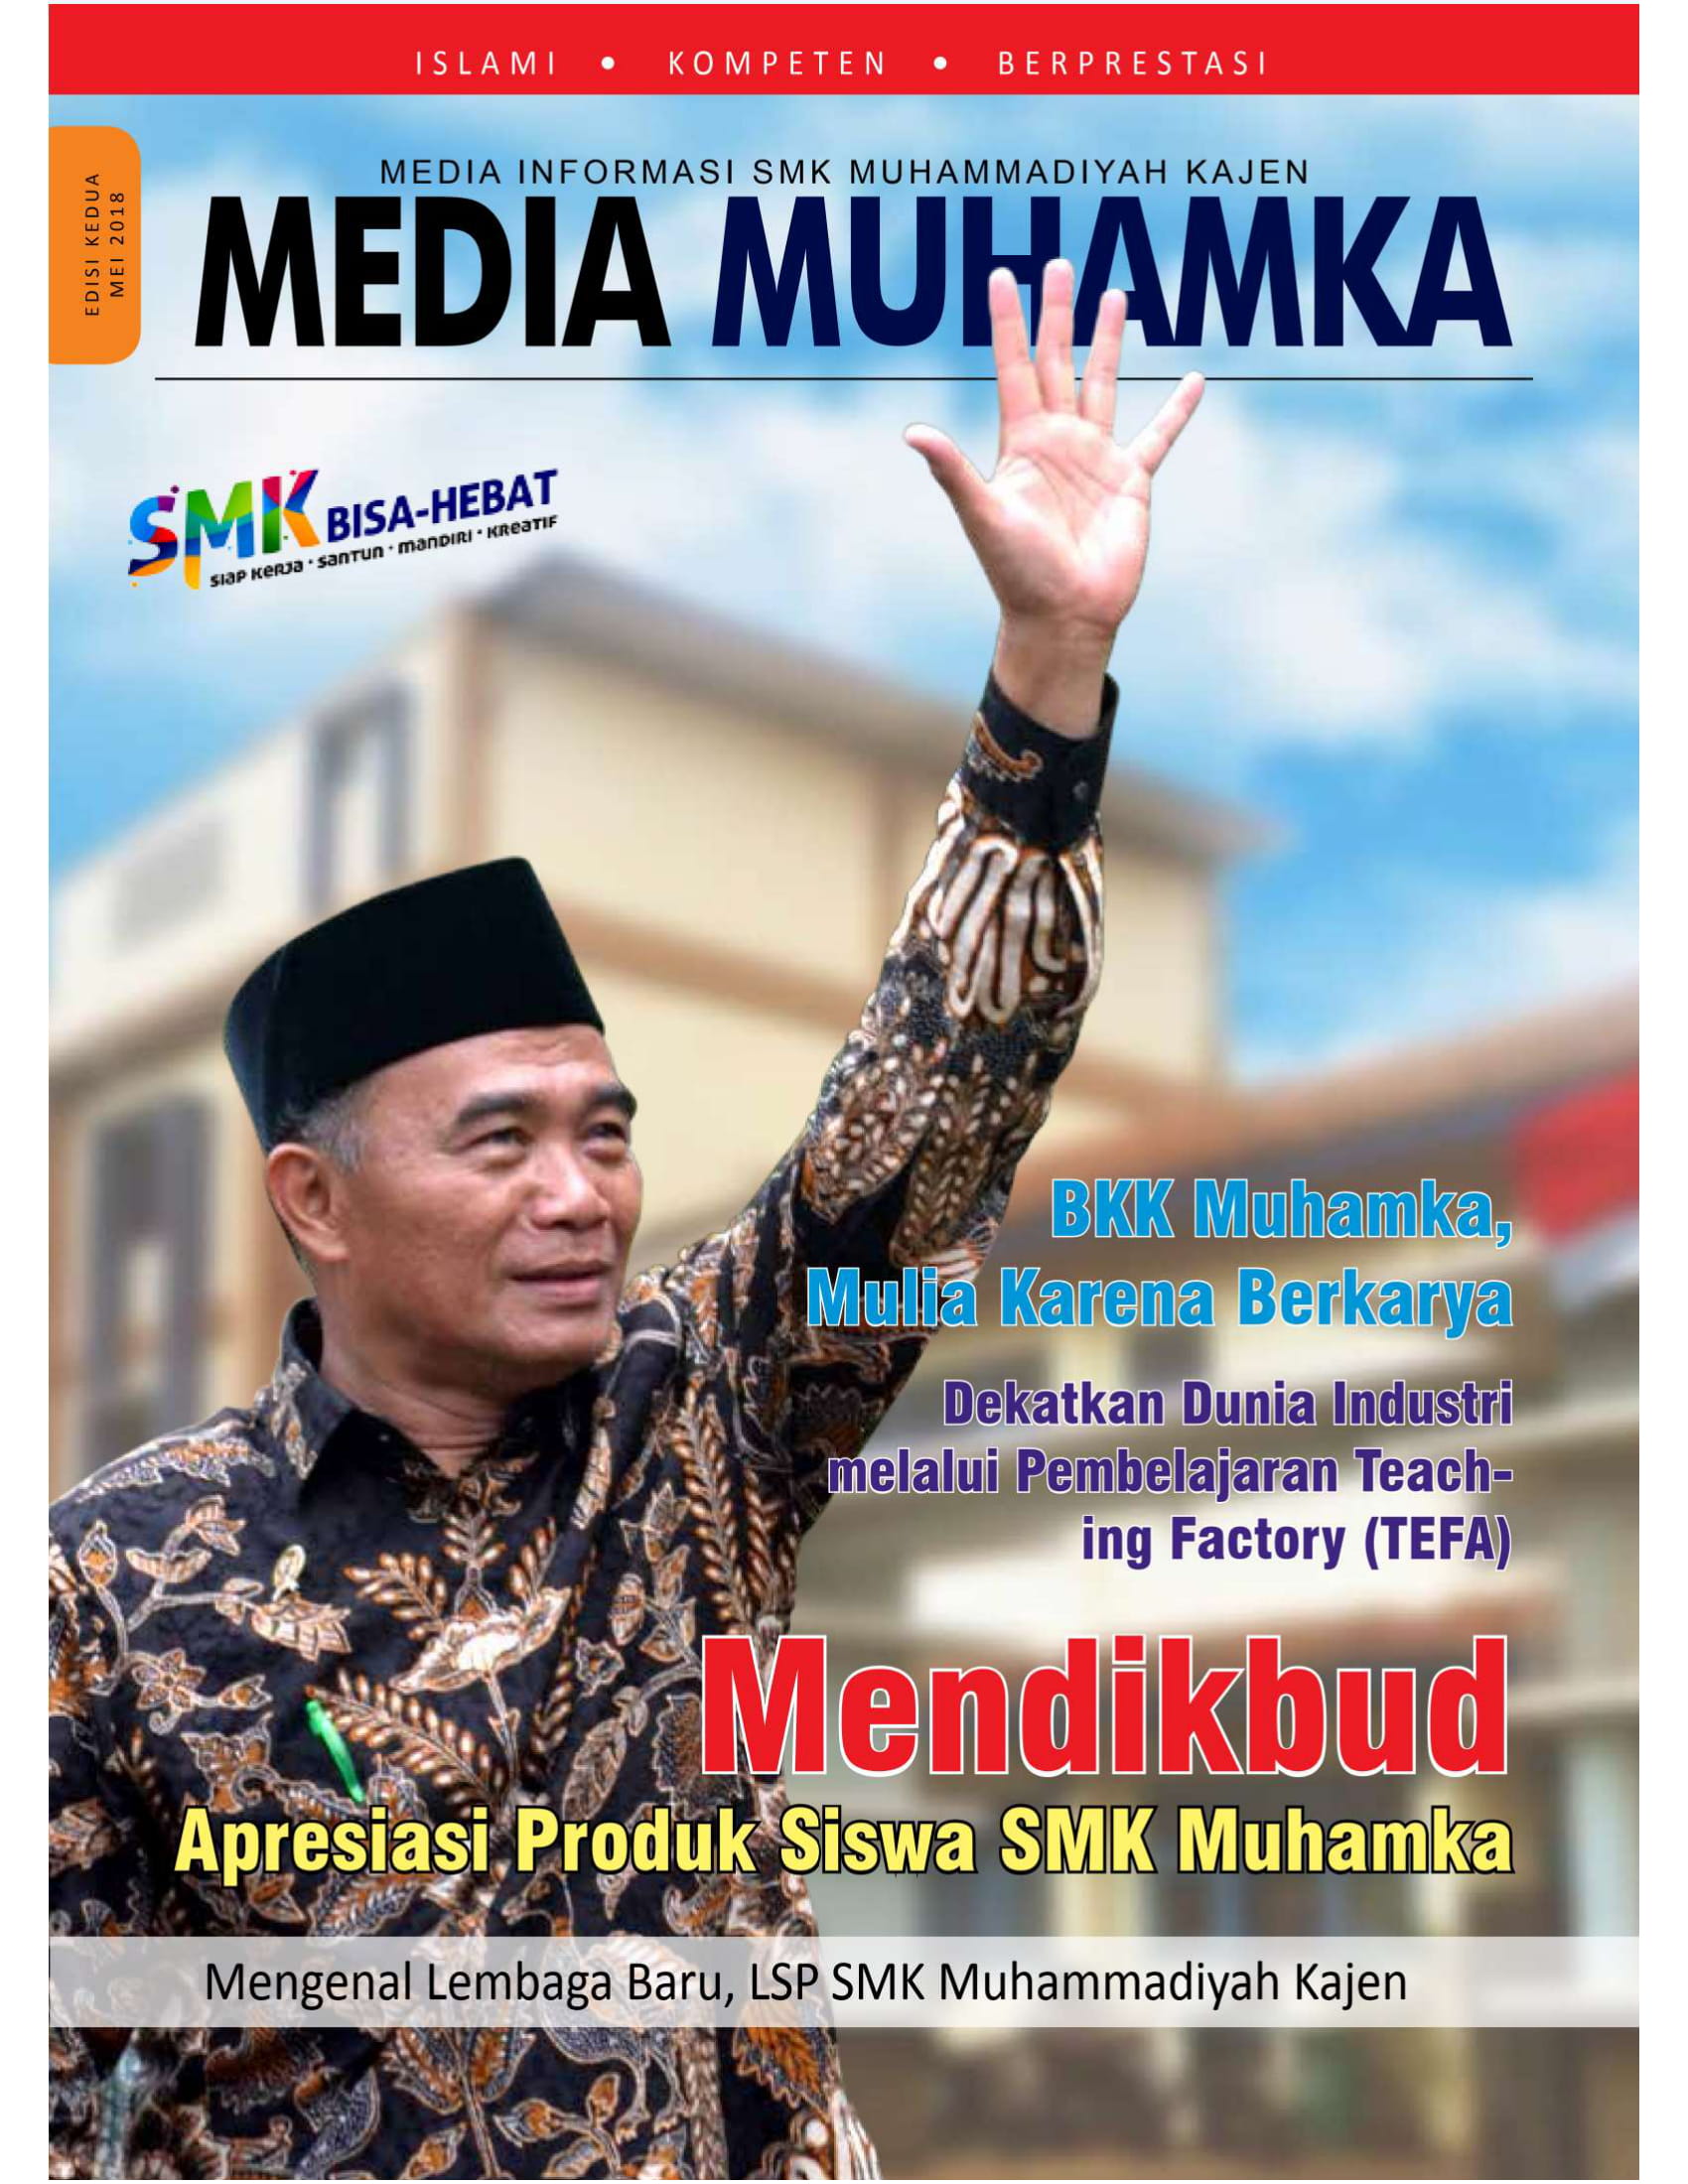 ISLAMI • KOMPETEN • BERPRESTASI
EDISI KEDUA
MEI 2018
MEDIA INFORMASI SMK MUHAMMADIYAH KAJEN
MEDIA MUHAMKA
SMK BISA-HEBAT
SIAP KERJA • SANTUN • MANDIRI • KREATIF
BKK Muhamka,
Mulia Karena Berkarya
Dekatkan Dunia Industri
melalui Pembelajaran Teach-
ing Factory (TEFA)
Mendikbud
Apresiasi Produk Siswa SMK Muhamka
Mengenal Lembaga Baru, LSP SMK Muhammadiyah Kajen